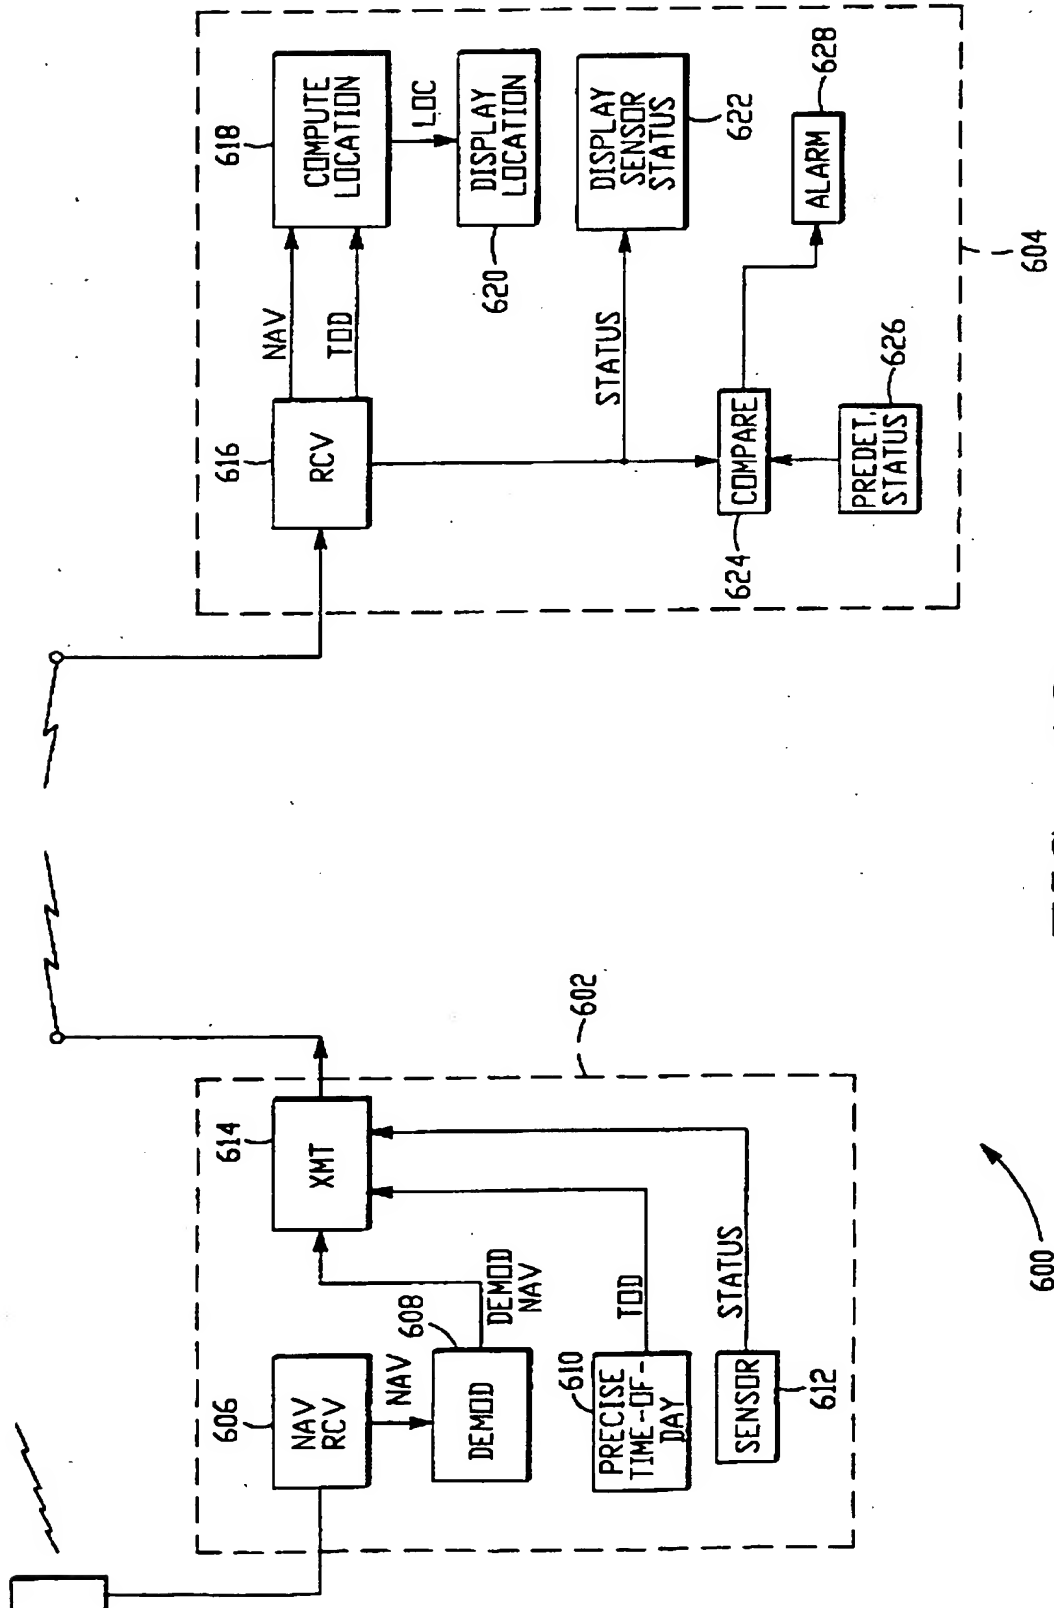 606
NAV
RCV
NAV
608
DEMOD
DEMOD
NAV
610
PRECISE
TIME-OF-
DAY
TOD
SENSOR
612
STATUS
614
XMT
602
600
616
RCV
NAV
TOD
618
COMPUTE
LOCATION
LOC
DISPLAY
LOCATION
620
STATUS
DISPLAY
SENSOR
STATUS
622
COMPARE
624
PREDET.
STATUS
626
ALARM
628
604